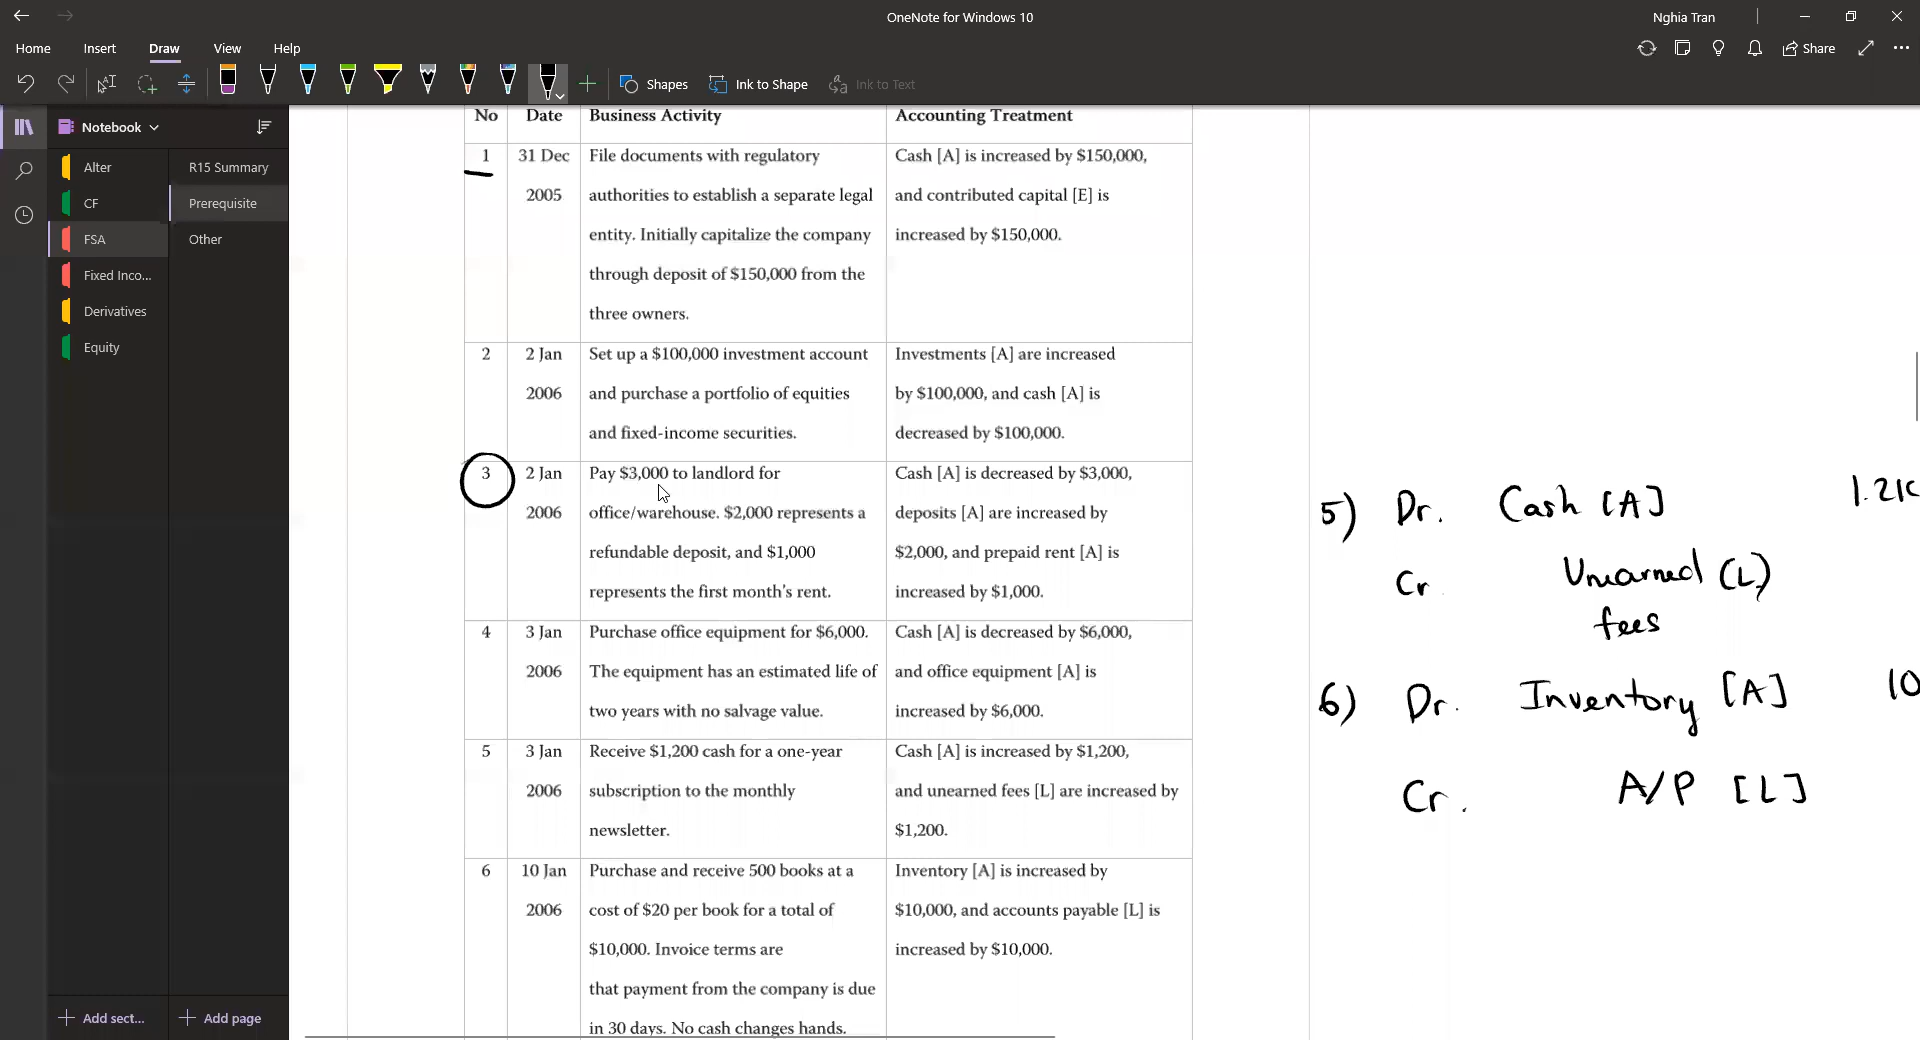 OneNote for Windows 10
Nghia Tran
Home Insert Draw View Help
Share
Shapes Ink to Shape Ink to Text
Notebook
Alter
CF
FSA
Fixed Inco...
Derivatives
Equity
R15 Summary
Prerequisite
Other
Add sect... Add page
No Date Business Activity Accounting Treatment
1 31 Dec File documents with regulatory Cash [A] is increased by $150,000,
2005 authorities to establish a separate legal and contributed capital [E] is
entity. Initially capitalize the company increased by $150,000.
through deposit of $150,000 from the
three owners.
2 2 Jan Set up a $100,000 investment account Investments [A] are increased
2006 and purchase a portfolio of equities by $100,000, and cash [A] is
and fixed-income securities. decreased by $100,000.
3 2 Jan Pay $3,000 to landlord for Cash [A] is decreased by $3,000,
2006 office/warehouse. $2,000 represents a deposits [A] are increased by
refundable deposit, and $1,000 $2,000, and prepaid rent [A] is
represents the first month's rent. increased by $1,000.
4 3 Jan Purchase office equipment for $6,000. Cash [A] is decreased by $6,000,
2006 The equipment has an estimated life of and office equipment [A] is
two years with no salvage value. increased by $6,000.
5 3 Jan Receive $1,200 cash for a one-year Cash [A] is increased by $1,200,
2006 subscription to the monthly and unearned fees [L] are increased by
newsletter. $1,200.
6 10 Jan Purchase and receive 500 books at a Inventory [A] is increased by
2006 cost of $20 per book for a total of $10,000, and accounts payable [L] is
$10,000. Invoice terms are increased by $10,000.
that payment from the company is due
in 30 days. No cash changes hands.
5) Dr. Cash [A] 1.2K
Cr Unearned (L)
fees
6) Dr. Inventory [A] 10
Cr. A/P [L]